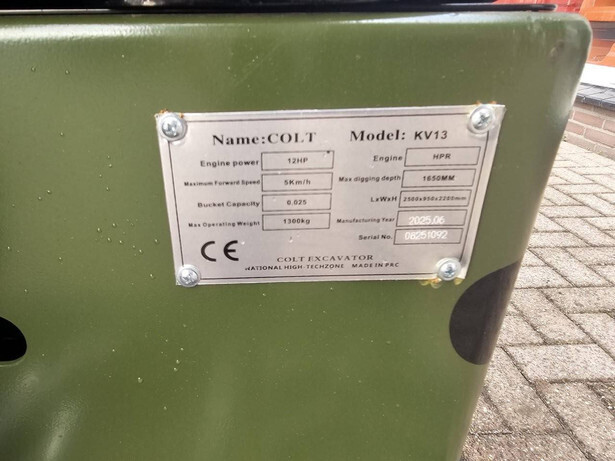 Name:COLT Model: KV13
Engine power 12HP Engine HPR
Maximum Forward Speed 5Km/h Max digging depth 1650MM
Bucket Capacity 0.025 LxWxH 2500x950x2200mm
Max Operating Weight 1300kg Manufacturing Year 2025.06
Serial No. 08251092
CE
COLT EXCAVATOR
NATIONAL HIGH-TECHZONE MADE IN PRC